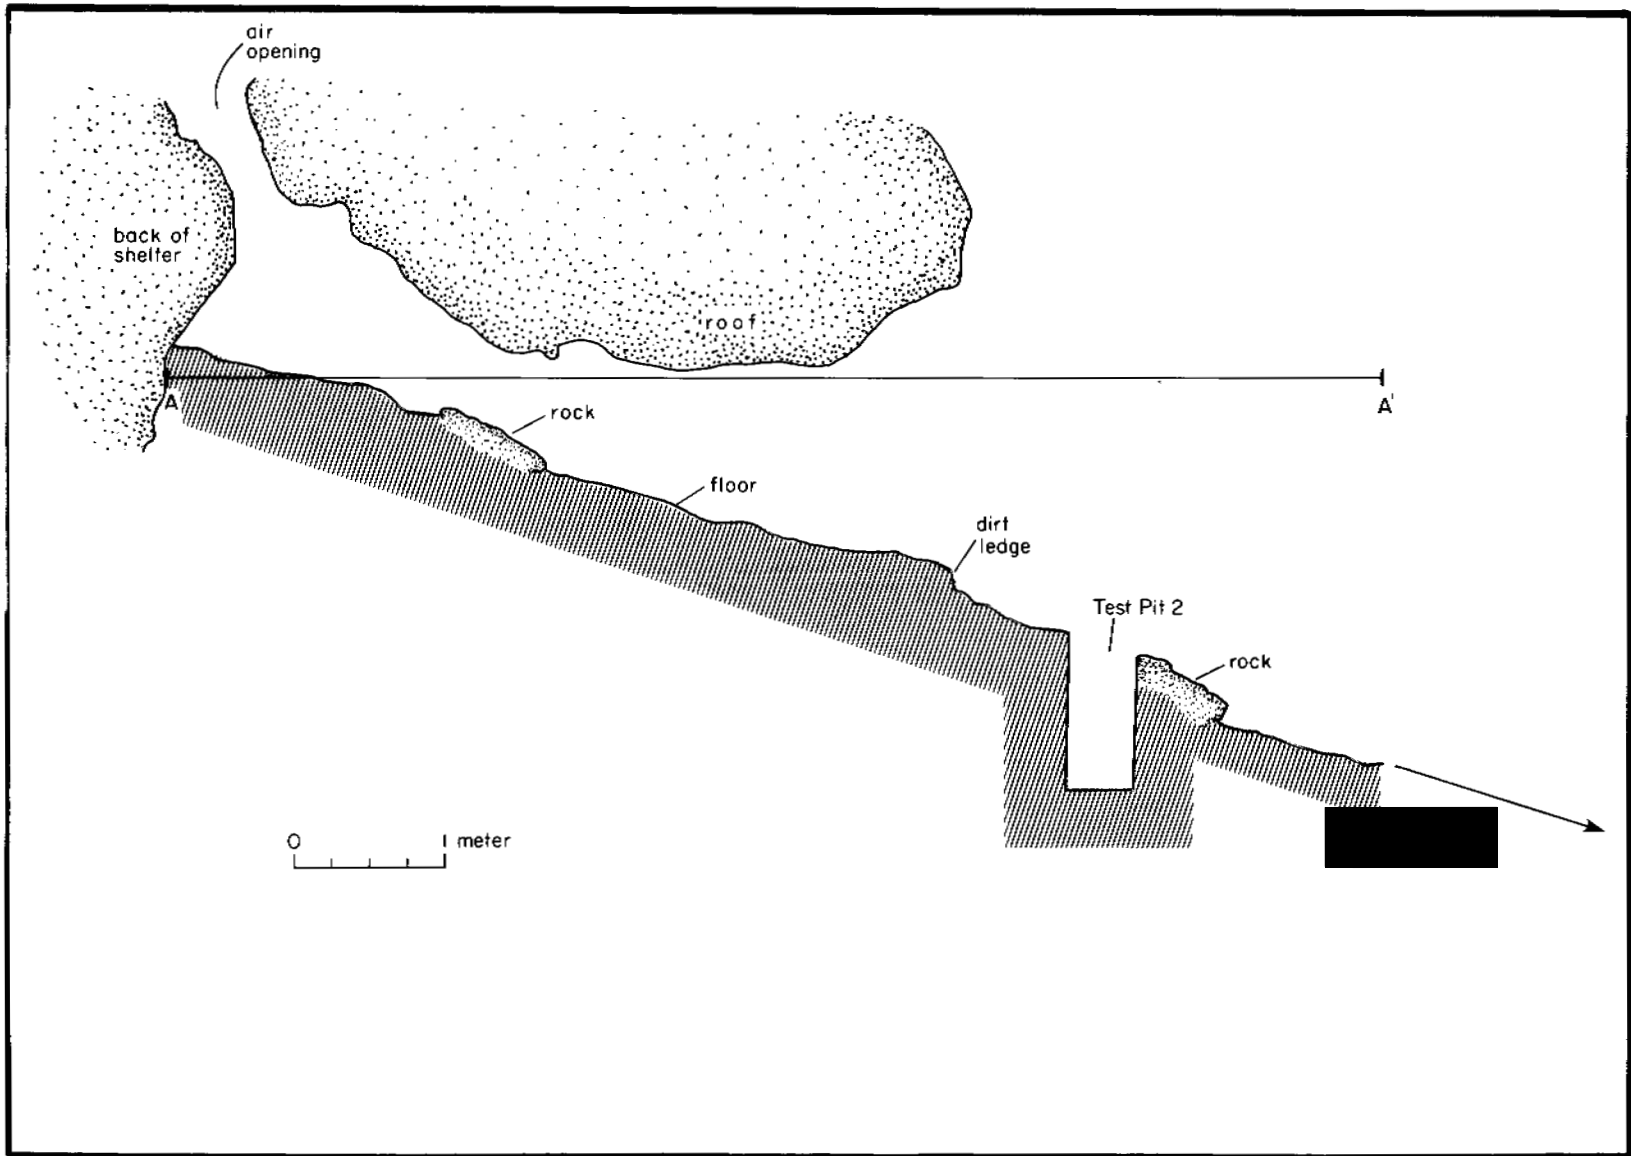 air
opening
back of
shelter
roof
A
A'
rock
floor
dirt
ledge
Test Pit 2
rock
0 1 meter